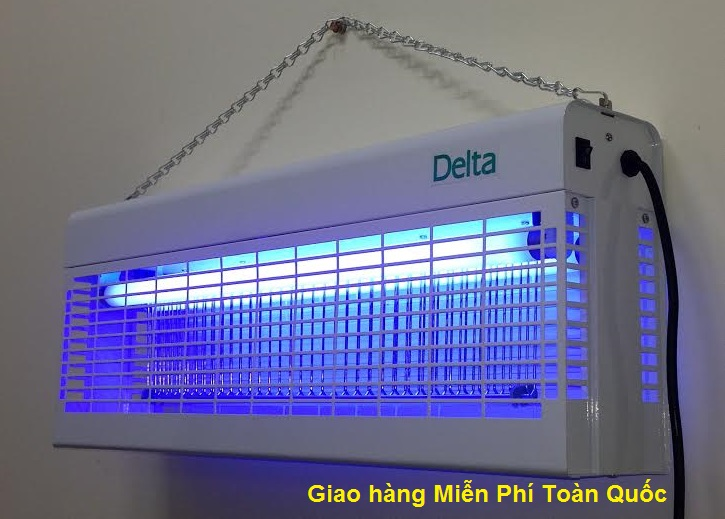 Delta
Giao hàng Miễn Phí Toàn Quốc